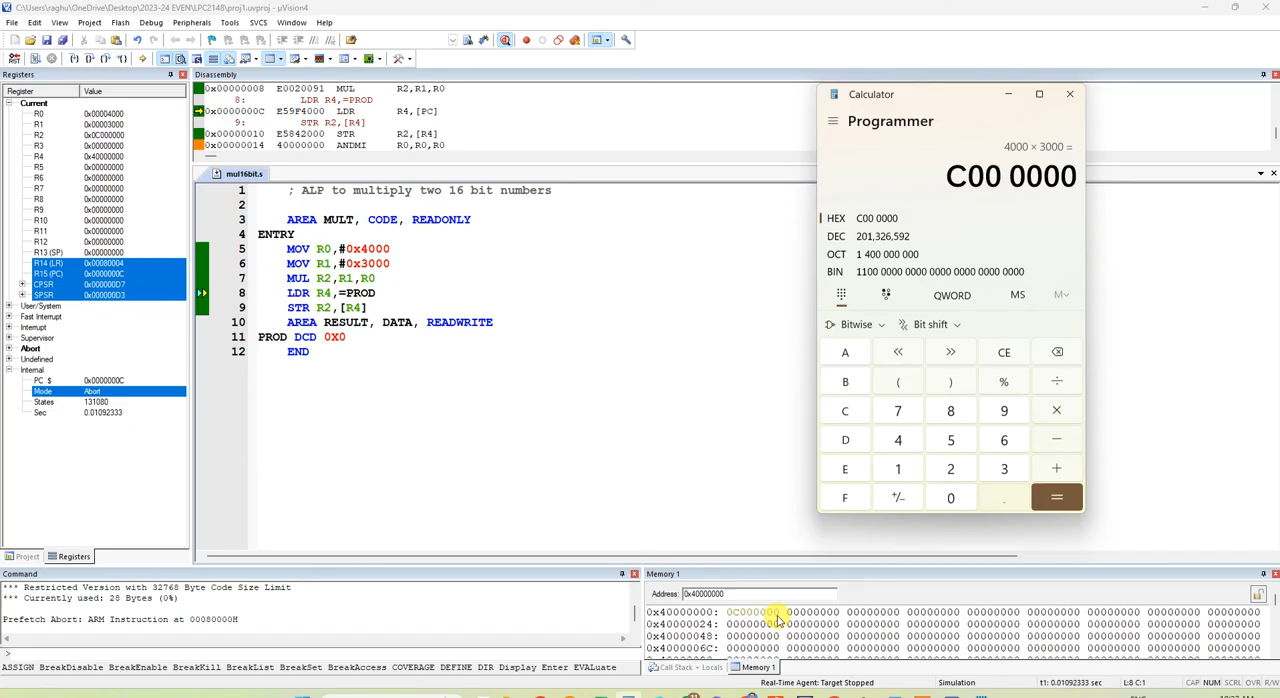 C:\Users\raghu\OneDrive\Desktop\2023-24 EVEN\LPC2148\proj1.uvproj - µVision4
File Edit View Project Flash Debug Peripherals Tools SVCS Window Help
Registers
Register Value
Current
R0 0x00004000
R1 0x00003000
R2 0x0C000000
R3 0x00000000
R4 0x40000000
R5 0x00000000
R6 0x00000000
R7 0x00000000
R8 0x00000000
R9 0x00000000
R10 0x00000000
R11 0x00000000
R12 0x00000000
R13 (SP) 0x00000000
R14 (LR) 0x00080004
R15 (PC) 0x0000000C
CPSR 0x000000D7
SPSR 0x000000D3
User/System
Fast Interrupt
Interrupt
Supervisor
Abort
Undefined
Internal
PC $ 0x0000000C
Mode Abort
States 131080
Sec 0.01092333
Project Registers
Disassembly
0x00000008 E0020091 MUL R2,R1,R0
8: LDR R4,=PROD
0x0000000C E59F4000 LDR R4,[PC]
9: STR R2,[R4]
0x00000010 E5842000 STR R2,[R4]
0x00000014 40000000 ANDMI R0,R0,R0
mul16bit.s
1 ; ALP to multiply two 16 bit numbers
2
3 AREA MULT, CODE, READONLY
4 ENTRY
5 MOV R0,#0x4000
6 MOV R1,#0x3000
7 MUL R2,R1,R0
8 LDR R4,=PROD
9 STR R2,[R4]
10 AREA RESULT, DATA, READWRITE
11 PROD DCD 0X0
12 END
Calculator
Programmer
4000 × 3000 =
C00 0000
HEX C00 0000
DEC 201,326,592
OCT 1 400 000 000
BIN 1100 0000 0000 0000 0000 0000 0000
QWORD MS M
Bitwise Bit shift
A << >> CE
B ( ) % ÷
C 7 8 9 ×
D 4 5 6 −
E 1 2 3 +
F +/− 0 . =
Command
*** Restricted Version with 32768 Byte Code Size Limit
*** Currently used: 28 Bytes (0%)
Prefetch Abort: ARM Instruction at 00080000H
>
ASSIGN BreakDisable BreakEnable BreakKill BreakList BreakSet BreakAccess COVERAGE DEFINE DIR Display Enter EVALuate
Memory 1
Address: 0x40000000
0x40000000: 0C000000 00000000 00000000 00000000 00000000 00000000 00000000 00000000 00000000
0x40000024: 00000000 00000000 00000000 00000000 00000000 00000000 00000000 00000000 00000000
0x40000048: 00000000 00000000 00000000 00000000 00000000 00000000 00000000 00000000 00000000
0x4000006C: 00000000 00000000 00000000 00000000 00000000 00000000 00000000 00000000 00000000
Call Stack + Locals Memory 1
Real-Time Agent: Target Stopped Simulation t1: 0.01092333 sec L:8 C:1 CAP NUM SCRL OVR R/W